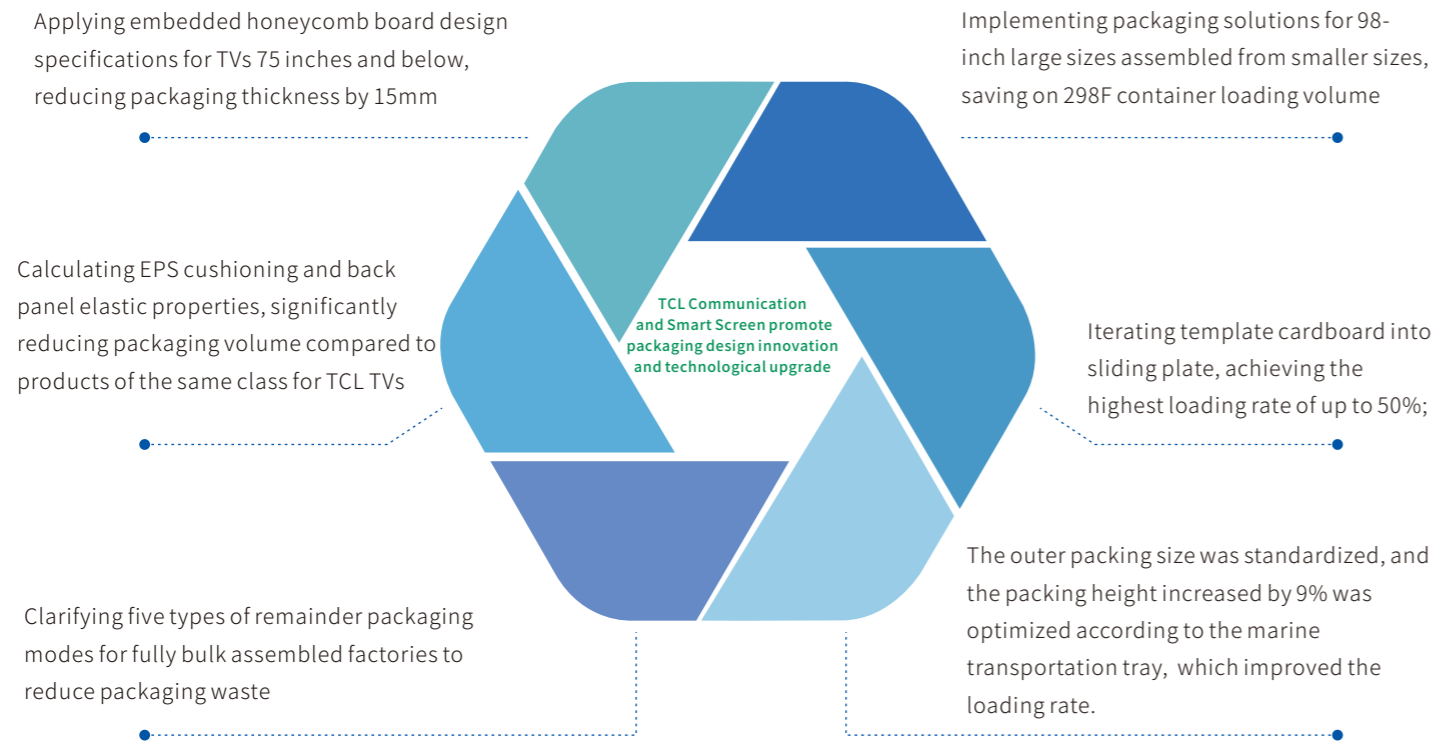 Applying embedded honeycomb board design
specifications for TVs 75 inches and below,
reducing packaging thickness by 15mm
Implementing packaging solutions for 98-
inch large sizes assembled from smaller sizes,
saving on 298F container loading volume
Calculating EPS cushioning and back
panel elastic properties, significantly
reducing packaging volume compared to
products of the same class for TCL TVs
TCL Communication
and Smart Screen promote
packaging design innovation
and technological upgrade
Iterating template cardboard into
sliding plate, achieving the
highest loading rate of up to 50%;
Clarifying five types of remainder packaging
modes for fully bulk assembled factories to
reduce packaging waste
The outer packing size was standardized, and
the packing height increased by 9% was
optimized according to the marine
transportation tray, which improved the
loading rate.